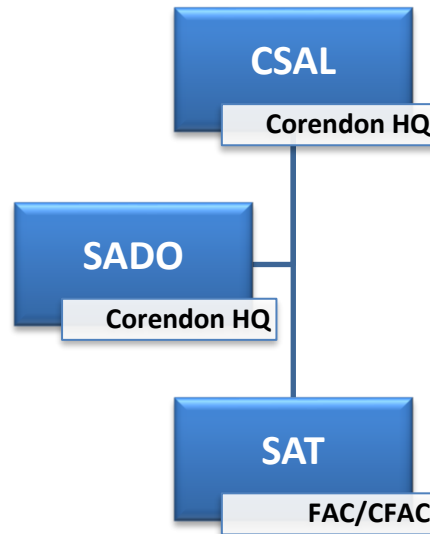 CSAL
Corendon HQ
SADO
Corendon HQ
SAT
FAC/CFAC